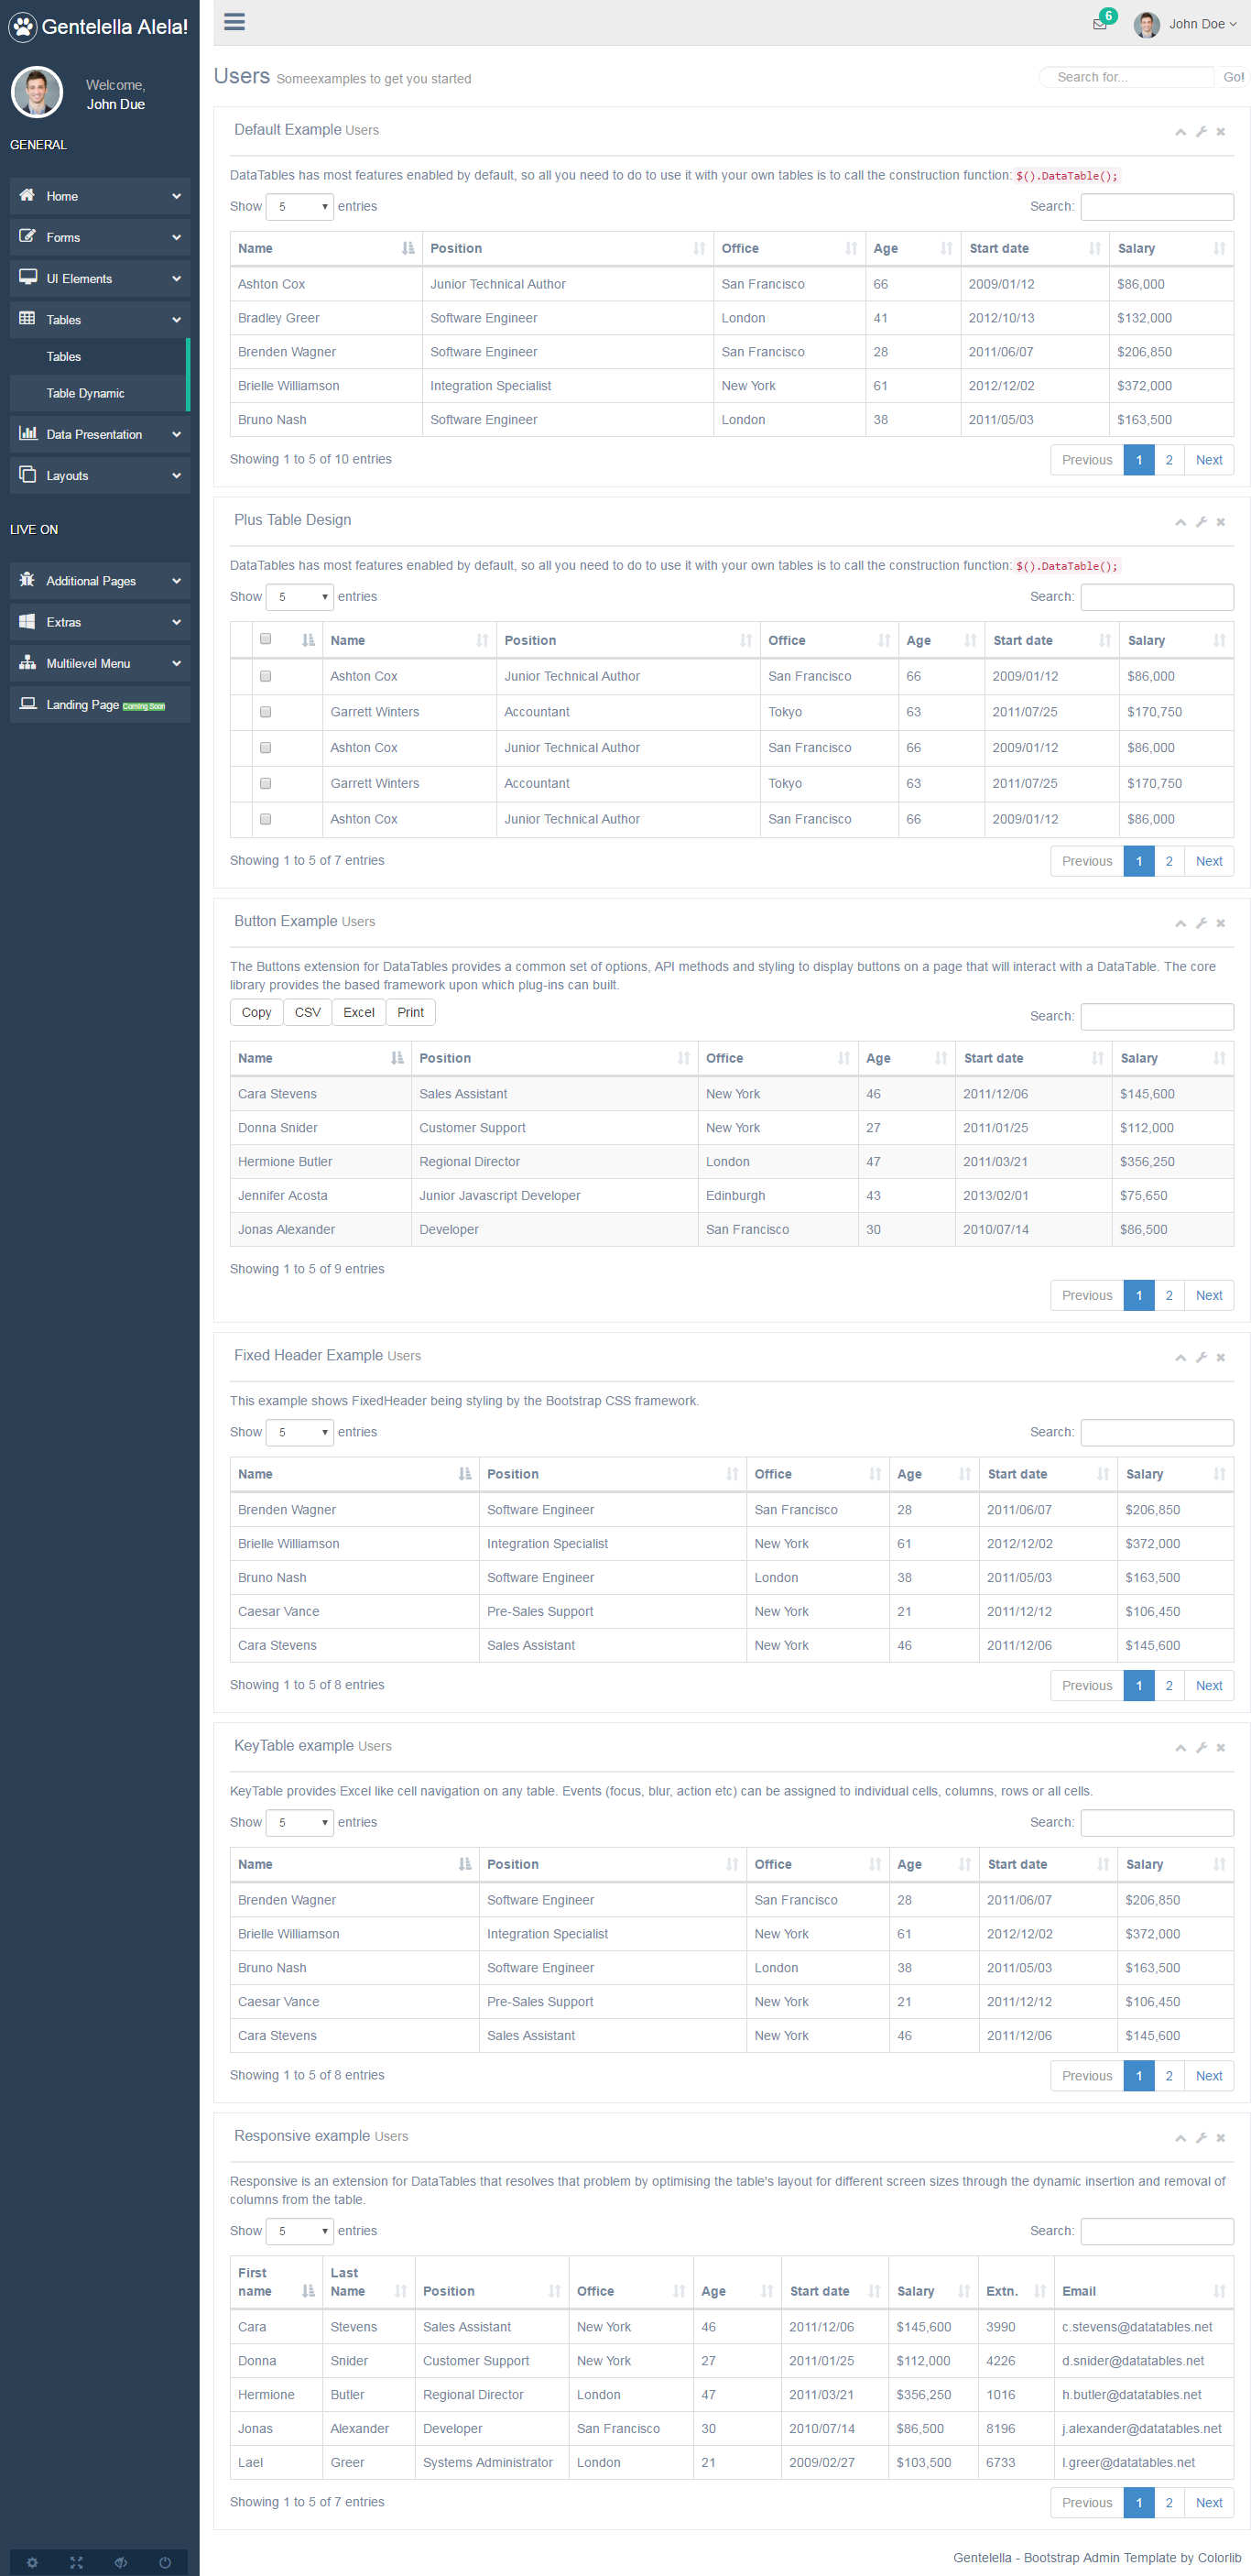 Gentelella Alela!
Welcome,
John Due
GENERAL
Home
Forms
UI Elements
Tables
Tables
Table Dynamic
Data Presentation
Layouts
LIVE ON
Additional Pages
Extras
Multilevel Menu
Landing Page Coming Soon
6 John Doe
Users Someexamples to get you started
Search for... Go!
Default Example Users
DataTables has most features enabled by default, so all you need to do to use it with your own tables is to call the construction function: $().DataTable();
Show 5 entries Search:
Name Position Office Age Start date Salary
Ashton Cox Junior Technical Author San Francisco 66 2009/01/12 $86,000
Bradley Greer Software Engineer London 41 2012/10/13 $132,000
Brenden Wagner Software Engineer San Francisco 28 2011/06/07 $206,850
Brielle Williamson Integration Specialist New York 61 2012/12/02 $372,000
Bruno Nash Software Engineer London 38 2011/05/03 $163,500
Showing 1 to 5 of 10 entries Previous 1 2 Next
Plus Table Design
DataTables has most features enabled by default, so all you need to do to use it with your own tables is to call the construction function: $().DataTable();
Show 5 entries Search:
Name Position Office Age Start date Salary
Ashton Cox Junior Technical Author San Francisco 66 2009/01/12 $86,000
Garrett Winters Accountant Tokyo 63 2011/07/25 $170,750
Ashton Cox Junior Technical Author San Francisco 66 2009/01/12 $86,000
Garrett Winters Accountant Tokyo 63 2011/07/25 $170,750
Ashton Cox Junior Technical Author San Francisco 66 2009/01/12 $86,000
Showing 1 to 5 of 7 entries Previous 1 2 Next
Button Example Users
The Buttons extension for DataTables provides a common set of options, API methods and styling to display buttons on a page that will interact with a DataTable. The core
library provides the based framework upon which plug-ins can built.
Copy CSV Excel Print Search:
Name Position Office Age Start date Salary
Cara Stevens Sales Assistant New York 46 2011/12/06 $145,600
Donna Snider Customer Support New York 27 2011/01/25 $112,000
Hermione Butler Regional Director London 47 2011/03/21 $356,250
Jennifer Acosta Junior Javascript Developer Edinburgh 43 2013/02/01 $75,650
Jonas Alexander Developer San Francisco 30 2010/07/14 $86,500
Showing 1 to 5 of 9 entries
Previous 1 2 Next
Fixed Header Example Users
This example shows FixedHeader being styling by the Bootstrap CSS framework.
Show 5 entries Search:
Name Position Office Age Start date Salary
Brenden Wagner Software Engineer San Francisco 28 2011/06/07 $206,850
Brielle Williamson Integration Specialist New York 61 2012/12/02 $372,000
Bruno Nash Software Engineer London 38 2011/05/03 $163,500
Caesar Vance Pre-Sales Support New York 21 2011/12/12 $106,450
Cara Stevens Sales Assistant New York 46 2011/12/06 $145,600
Showing 1 to 5 of 8 entries Previous 1 2 Next
KeyTable example Users
KeyTable provides Excel like cell navigation on any table. Events (focus, blur, action etc) can be assigned to individual cells, columns, rows or all cells.
Show 5 entries Search:
Name Position Office Age Start date Salary
Brenden Wagner Software Engineer San Francisco 28 2011/06/07 $206,850
Brielle Williamson Integration Specialist New York 61 2012/12/02 $372,000
Bruno Nash Software Engineer London 38 2011/05/03 $163,500
Caesar Vance Pre-Sales Support New York 21 2011/12/12 $106,450
Cara Stevens Sales Assistant New York 46 2011/12/06 $145,600
Showing 1 to 5 of 8 entries Previous 1 2 Next
Responsive example Users
Responsive is an extension for DataTables that resolves that problem by optimising the table's layout for different screen sizes through the dynamic insertion and removal of
columns from the table.
Show 5 entries Search:
First name Last Name Position Office Age Start date Salary Extn. Email
Cara Stevens Sales Assistant New York 46 2011/12/06 $145,600 3990 c.stevens@datatables.net
Donna Snider Customer Support New York 27 2011/01/25 $112,000 4226 d.snider@datatables.net
Hermione Butler Regional Director London 47 2011/03/21 $356,250 1016 h.butler@datatables.net
Jonas Alexander Developer San Francisco 30 2010/07/14 $86,500 8196 j.alexander@datatables.net
Lael Greer Systems Administrator London 21 2009/02/27 $103,500 6733 l.greer@datatables.net
Showing 1 to 5 of 7 entries Previous 1 2 Next
Gentelella - Bootstrap Admin Template by Colorlib